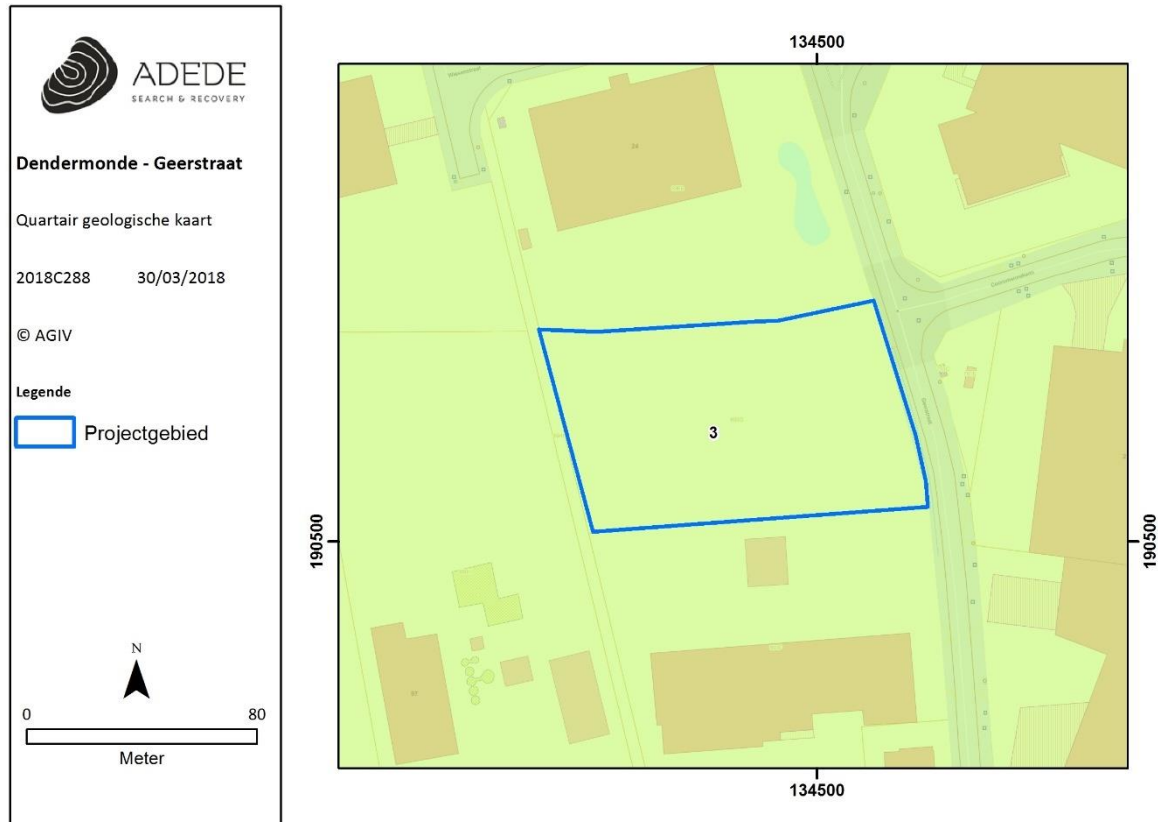 ADEDE
SEARCH & RECOVERY
Dendermonde - Geerstraat
Quartair geologische kaart
2018C288 30/03/2018
© AGIV
Legende
Projectgebied
N
0 80
Meter
134500
3
190500
190500
134500